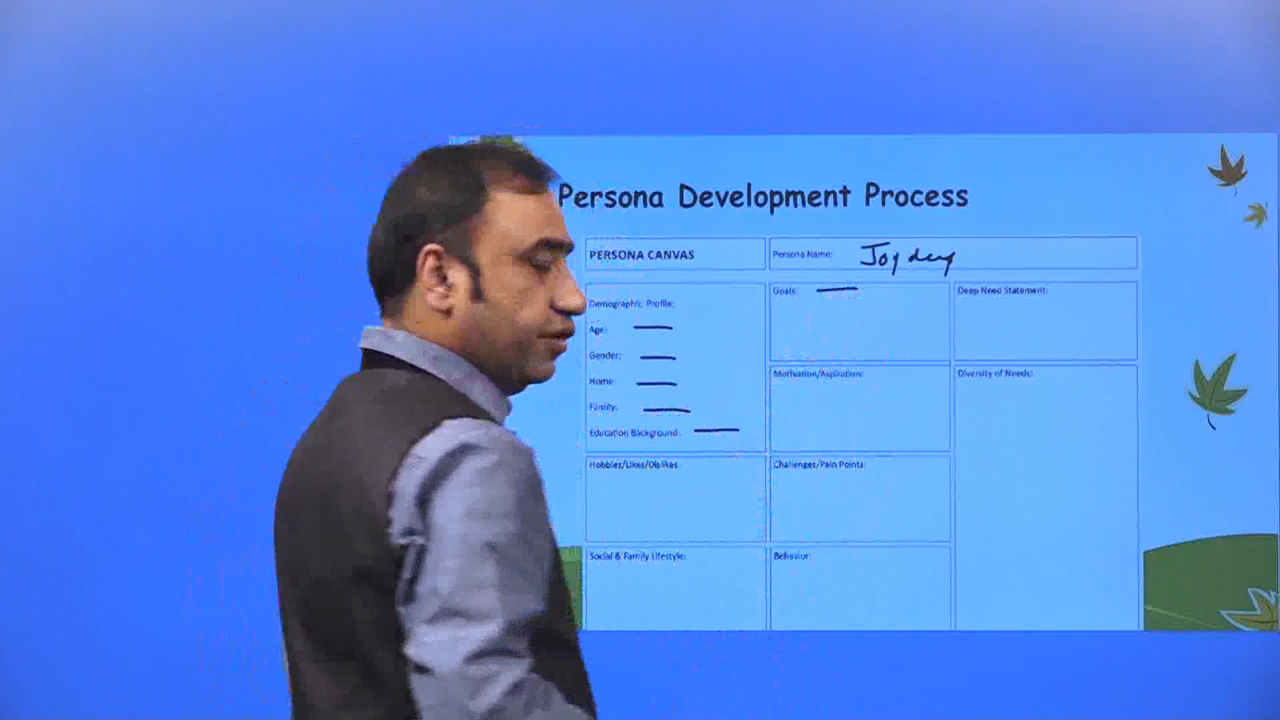 Persona Development Process
PERSONA CANVAS
Persona Name: Joydeep
Demographic Profile:
Age:
Gender:
Home
Family:
Education Background:
Goals:
Deep Need Statement:
Motivation/Aspiration:
Diversity of Needs:
Hobbies/Likes/Dislikes
Challenges/Pain Points:
Social & Family Lifestyle:
Behavior: